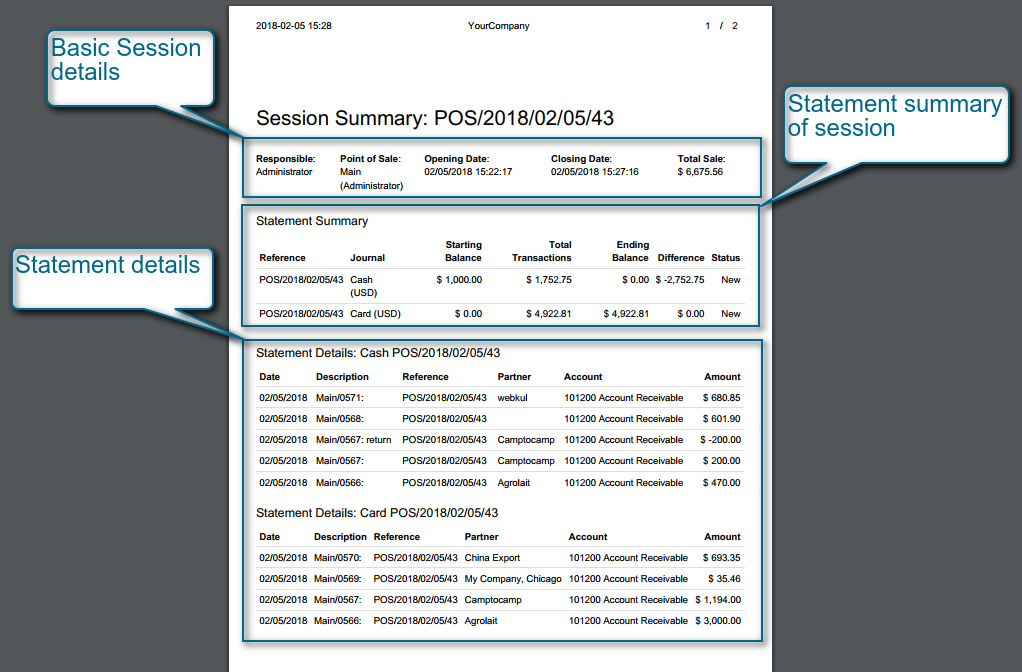 2018-02-05 15:28 YourCompany 1 / 2
Basic Session
details
Session Summary: POS/2018/02/05/43
Statement summary
of session
Responsible: Point of Sale: Opening Date: Closing Date: Total Sale:
Administrator Main 02/05/2018 15:22:17 02/05/2018 15:27:16 $ 6,675.56
(Administrator)
Statement Summary
Starting Total Ending
Reference Journal Balance Transactions Balance Difference Status
POS/2018/02/05/43 Cash $ 1,000.00 $ 1,752.75 $ 0.00 $ -2,752.75 New
(USD)
POS/2018/02/05/43 Card (USD) $ 0.00 $ 4,922.81 $ 4,922.81 $ 0.00 New
Statement details
Statement Details: Cash POS/2018/02/05/43
Date Description Reference Partner Account Amount
02/05/2018 Main/0571: POS/2018/02/05/43 webkul 101200 Account Receivable $ 680.85
02/05/2018 Main/0568: POS/2018/02/05/43 101200 Account Receivable $ 601.90
02/05/2018 Main/0567: return POS/2018/02/05/43 Camptocamp 101200 Account Receivable $ -200.00
02/05/2018 Main/0567: POS/2018/02/05/43 Camptocamp 101200 Account Receivable $ 200.00
02/05/2018 Main/0566: POS/2018/02/05/43 Agrolait 101200 Account Receivable $ 470.00
Statement Details: Card POS/2018/02/05/43
Date Description Reference Partner Account Amount
02/05/2018 Main/0570: POS/2018/02/05/43 China Export 101200 Account Receivable $ 693.35
02/05/2018 Main/0569: POS/2018/02/05/43 My Company, Chicago 101200 Account Receivable $ 35.46
02/05/2018 Main/0567: POS/2018/02/05/43 Camptocamp 101200 Account Receivable $ 1,194.00
02/05/2018 Main/0566: POS/2018/02/05/43 Agrolait 101200 Account Receivable $ 3,000.00